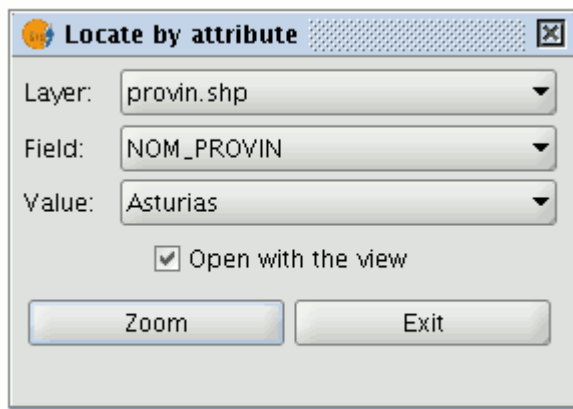 Locate by attribute
Layer: provin.shp
Field: NOM_PROVIN
Value: Asturias
Open with the view
Zoom Exit